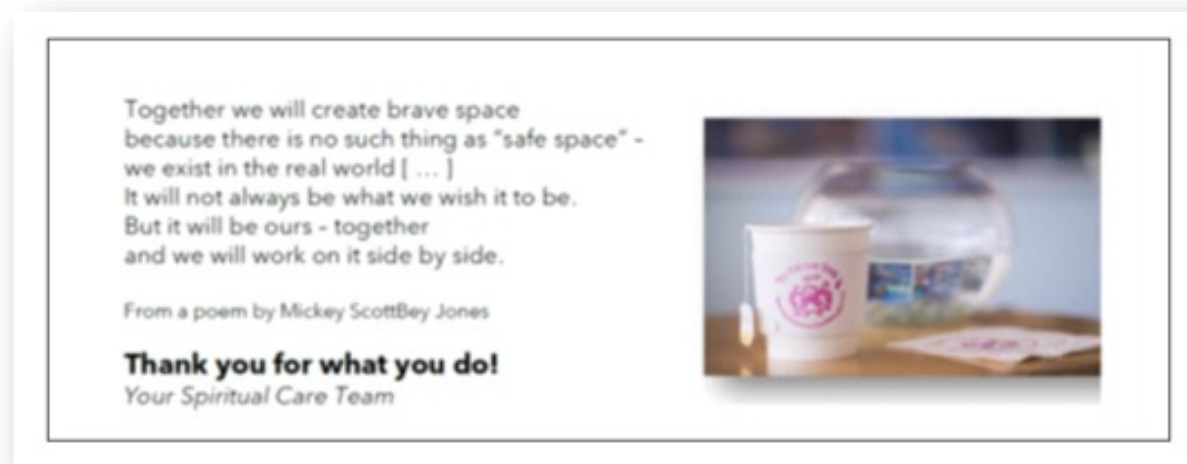 Together we will create brave space
because there is no such thing as “safe space” -
we exist in the real world [ ... ]
It will not always be what we wish it to be.
But it will be ours - together
and we will work on it side by side.
From a poem by Mickey ScottBey Jones
Thank you for what you do!
Your Spiritual Care Team